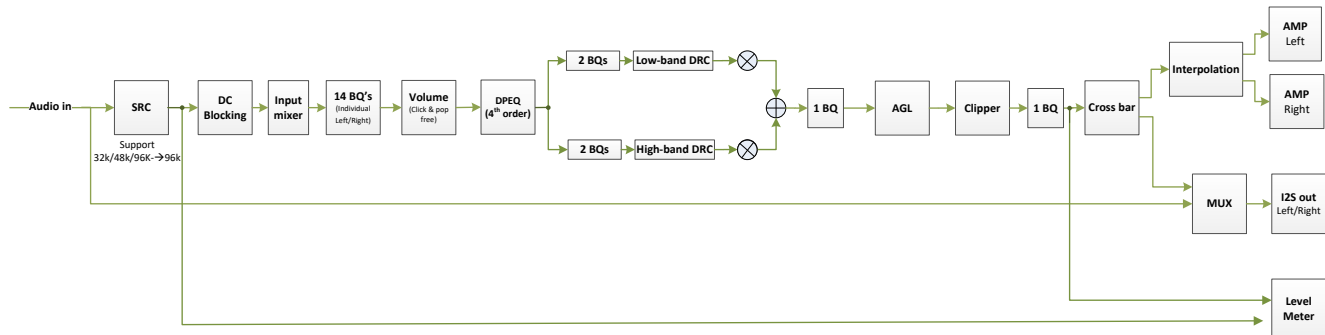 Audio in
SRC
Support
32k/48k/96K-→96k
DC
Blocking
Input
mixer
14 BQ's
(Individual
Left/Right)
Volume
(Click & pop
free)
DPEQ
(4th order)
2 BQs
Low-band DRC
2 BQs
High-band DRC
1 BQ
AGL
Clipper
1 BQ
Cross bar
Interpolation
AMP
Left
AMP
Right
MUX
I2S out
Left/Right
Level
Meter